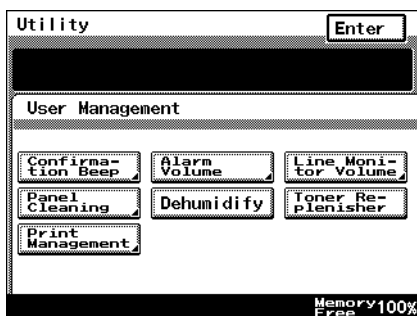 Utility
Enter
User Management
Confirma-
tion Beep
Alarm
Volume
Line Moni-
tor Volume
Panel
Cleaning
Dehumidify
Toner Re-
plenisher
Print
Management
Memory
Free 100%